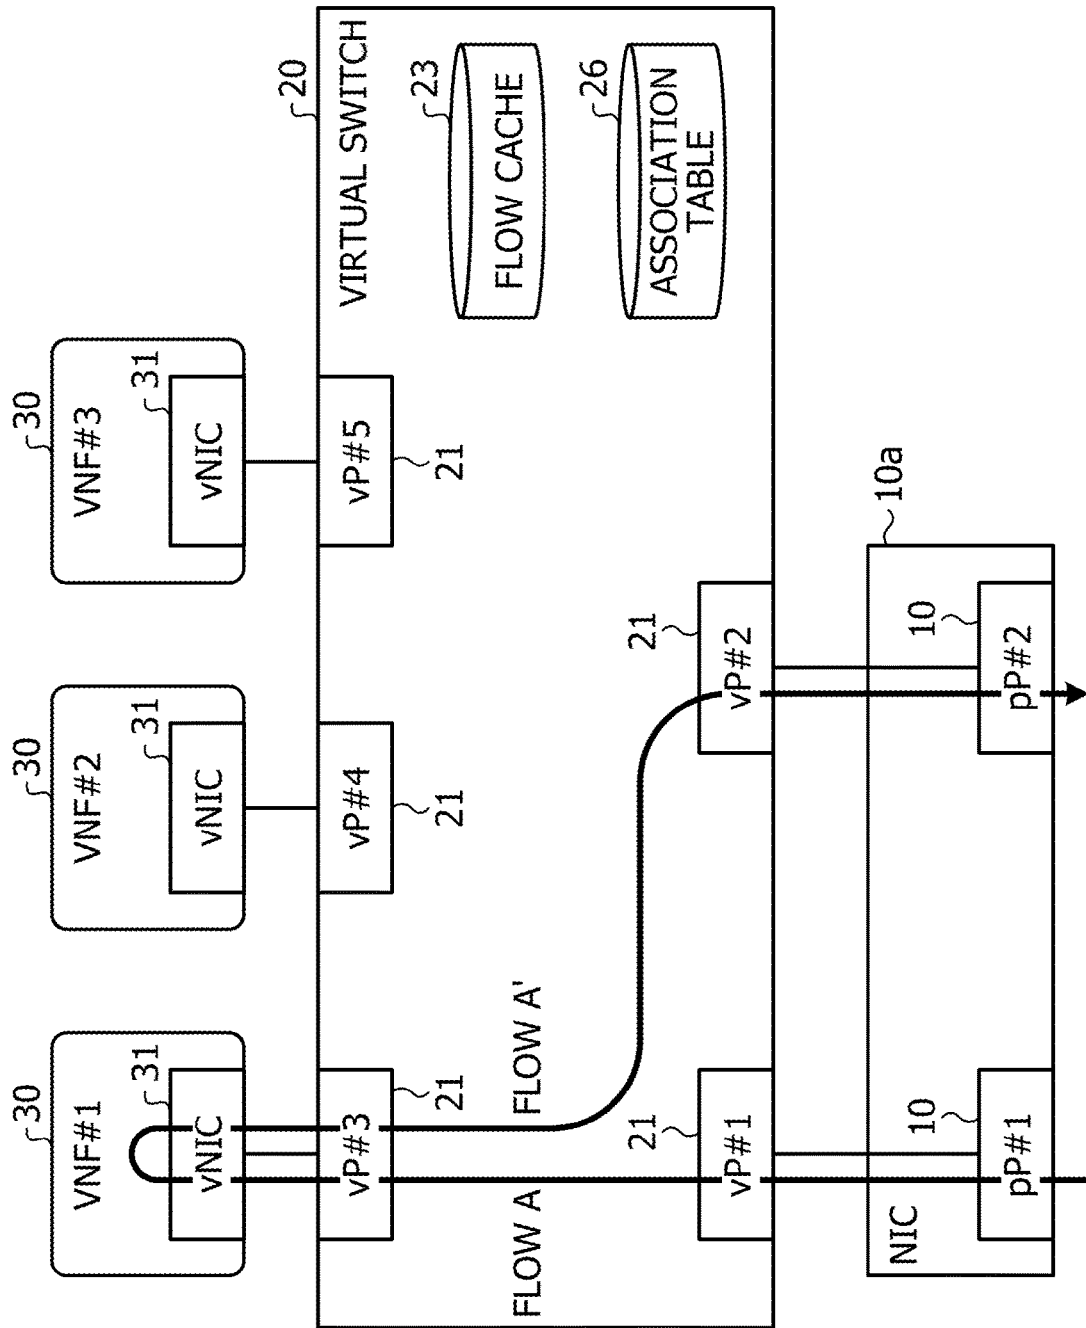 30
VNF#1
31
vNIC
30
VNF#2
31
vNIC
30
VNF#3
31
vNIC
20
VIRTUAL SWITCH
vP#3
21
vP#4
21
vP#5
21
23
FLOW CACHE
26
ASSOCIATION
TABLE
FLOW A
FLOW A'
21
vP#1
21
vP#2
10a
NIC
10
pP#1
10
pP#2